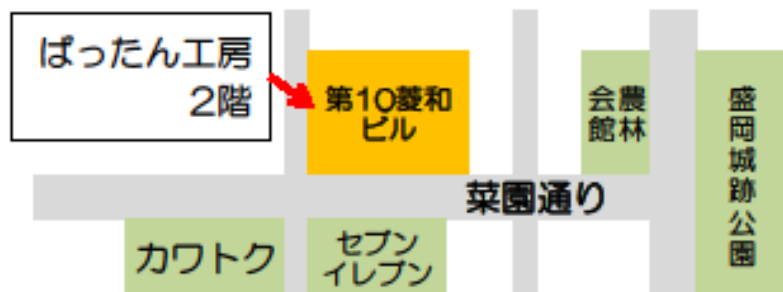 ぱったん工房
2階
第10菱和
ビル
農林
会館
盛岡城跡公園
菜園通り
カワトク
セブン
イレブン